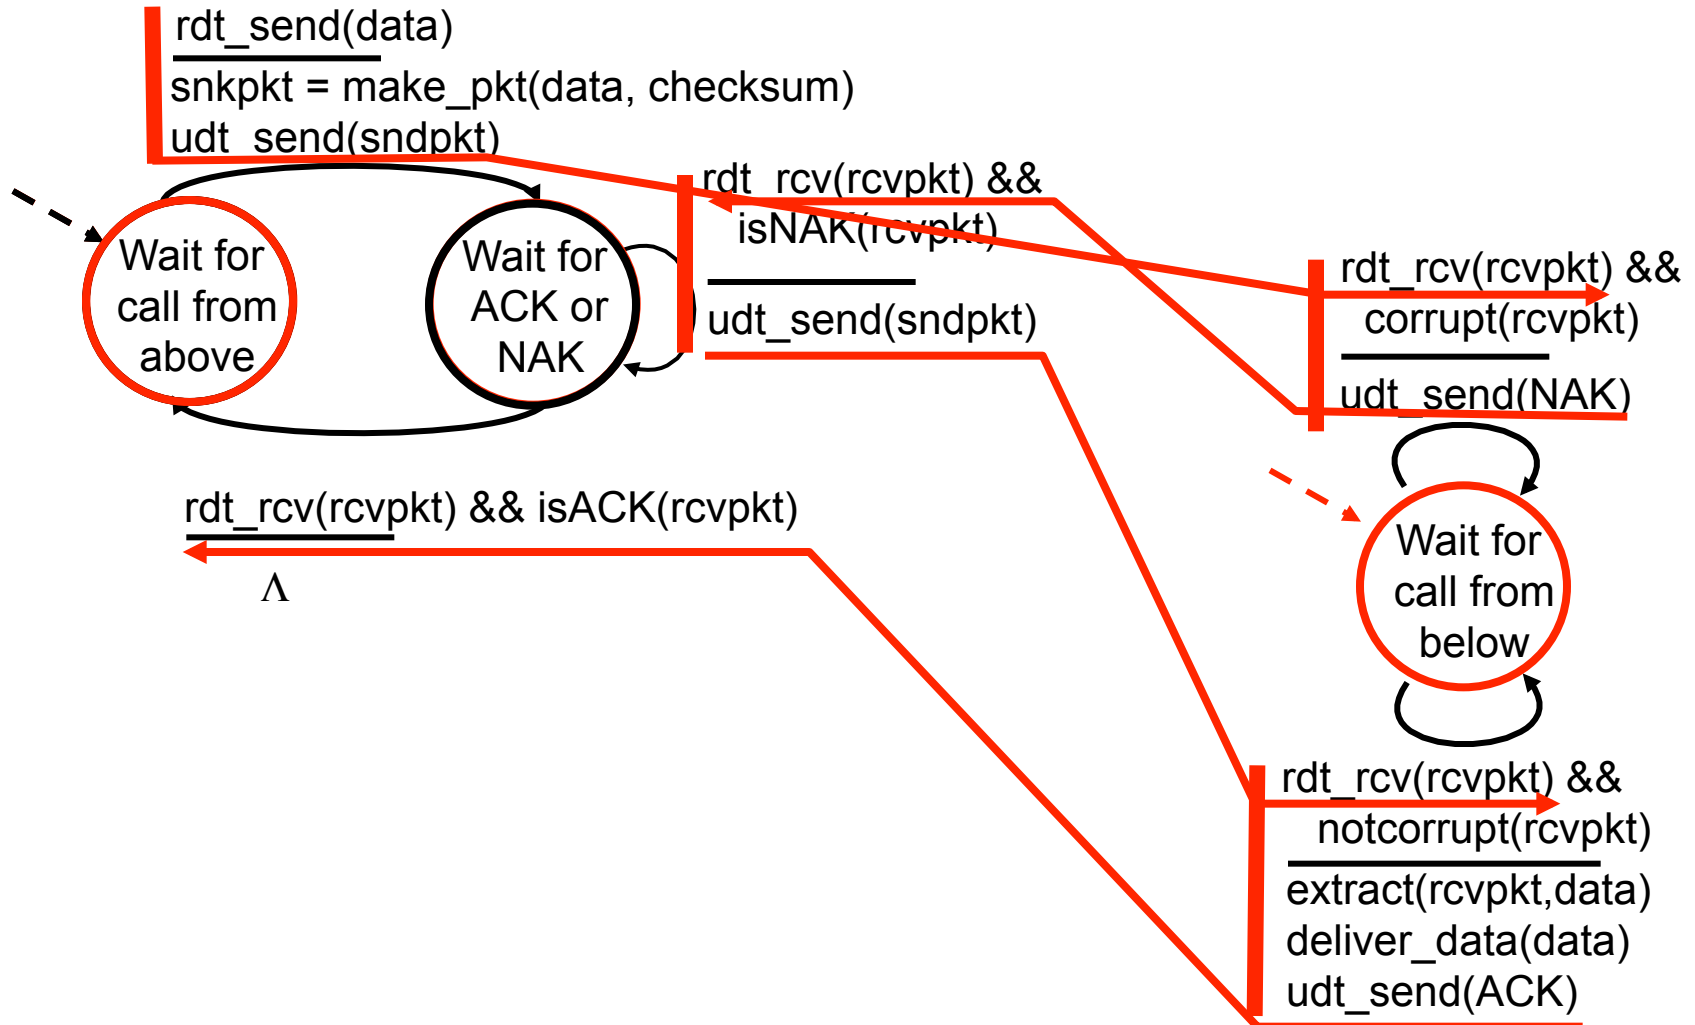 rdt_send(data)
snkpkt = make_pkt(data, checksum)
udt_send(sndpkt)
Wait for
call from
above
Wait for
ACK or
NAK
rdt_rcv(rcvpkt) &&
isNAK(rcvpkt)
udt_send(sndpkt)
rdt_rcv(rcvpkt) && isACK(rcvpkt)
Λ
rdt_rcv(rcvpkt) &&
corrupt(rcvpkt)
udt_send(NAK)
Wait for
call from
below
rdt_rcv(rcvpkt) &&
notcorrupt(rcvpkt)
extract(rcvpkt,data)
deliver_data(data)
udt_send(ACK)